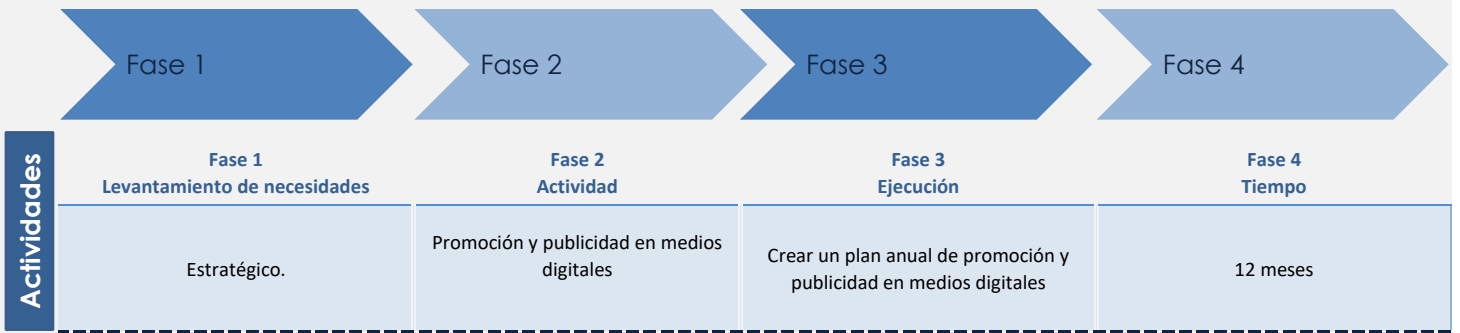 Fase 1
Fase 2
Fase 3
Fase 4
Actividades
Fase 1
Levantamiento de necesidades
Fase 2
Actividad
Fase 3
Ejecución
Fase 4
Tiempo
Estratégico.
Promoción y publicidad en medios
digitales
Crear un plan anual de promoción y
publicidad en medios digitales
12 meses